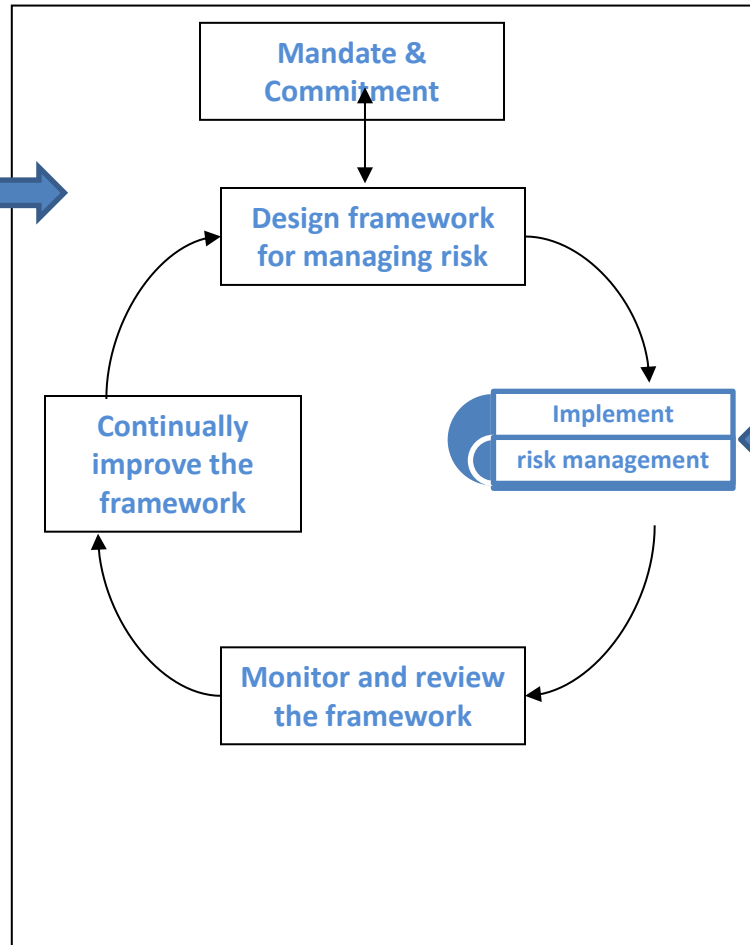 Mandate &
Commitment
Design framework
for managing risk
Continually
improve the
framework
Implement
risk management
Monitor and review
the framework